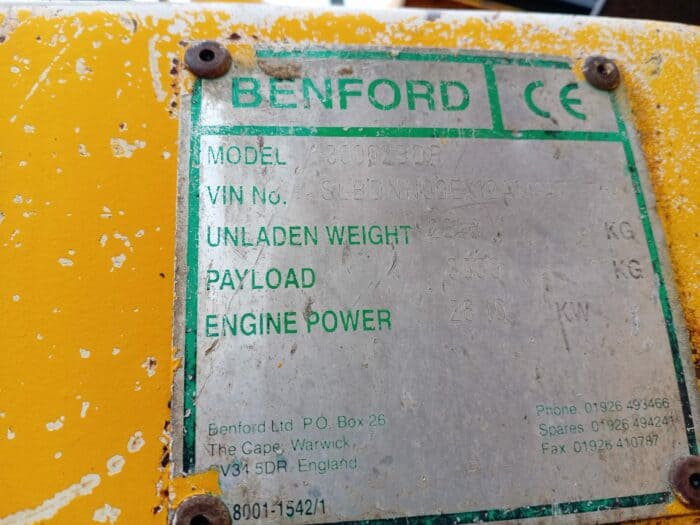 BENFORD CE
MODEL
VIN No.
UNLADEN WEIGHT KG
PAYLOAD KG
ENGINE POWER KW
Benford Ltd. P.O. Box 26
The Cape, Warwick,
CV34 5DR, England
Phone: 01926 493466
Spares: 01926 494241
Fax: 01926 410787
8001-1542/1